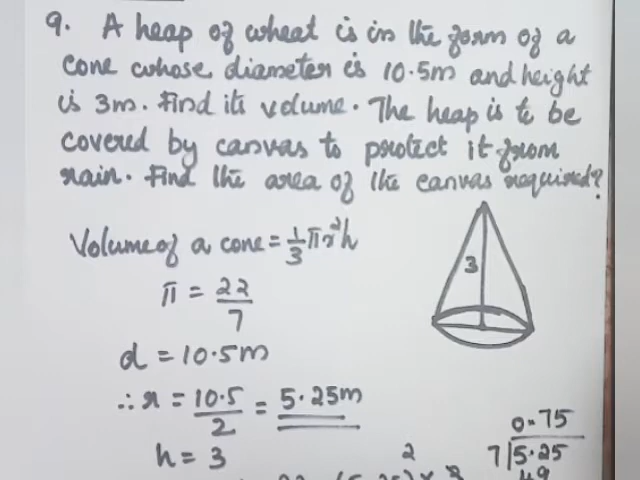 9. A heap of wheat is in the form of a
cone whose diameter is 10.5m and height
is 3m. Find its volume. The heap is to be
covered by canvas to protect it from
rain. Find the area of the canvas required?
Volume of a cone = 1/3 πr²h
π = 22/7
d = 10.5m
∴ r = 10.5/2 = 5.25m
h = 3
3
0.75
7 5.25
49